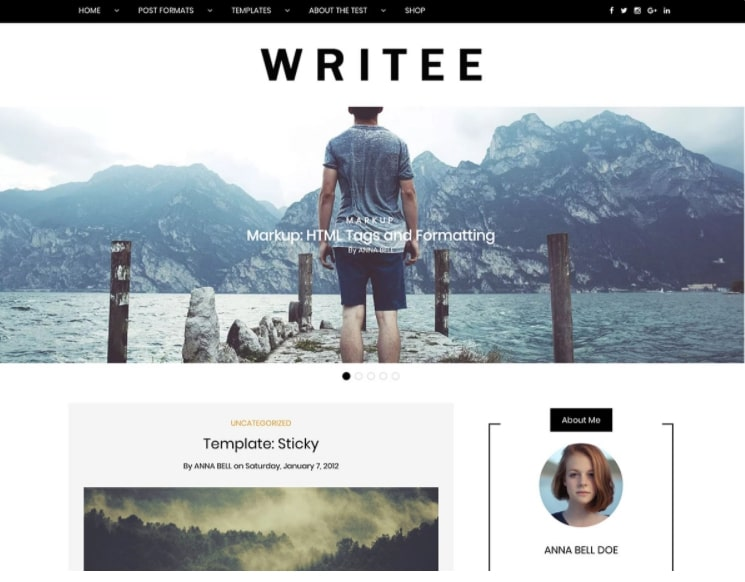 HOME POST FORMATS TEMPLATES ABOUT THE TEST SHOP
WRITEE
MARKUP
Markup: HTML Tags and Formatting
By ANNA BELL
UNCATEGORIZED
Template: Sticky
By ANNA BELL on Saturday, January 7, 2012
About Me
ANNA BELL DOE